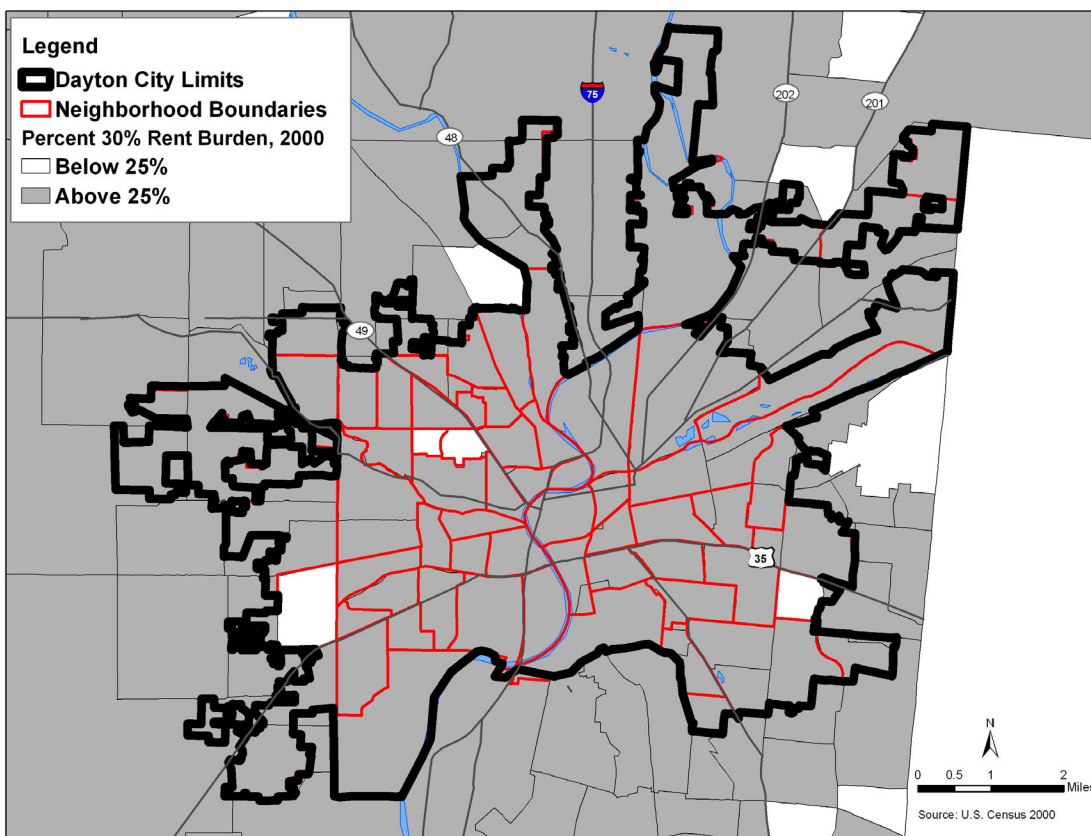 Legend
Dayton City Limits
Neighborhood Boundaries
Percent 30% Rent Burden, 2000
Below 25%
Above 25%
75
202
201
48
49
35
N
0 0.5 1 2
Miles
Source: U.S. Census 2000